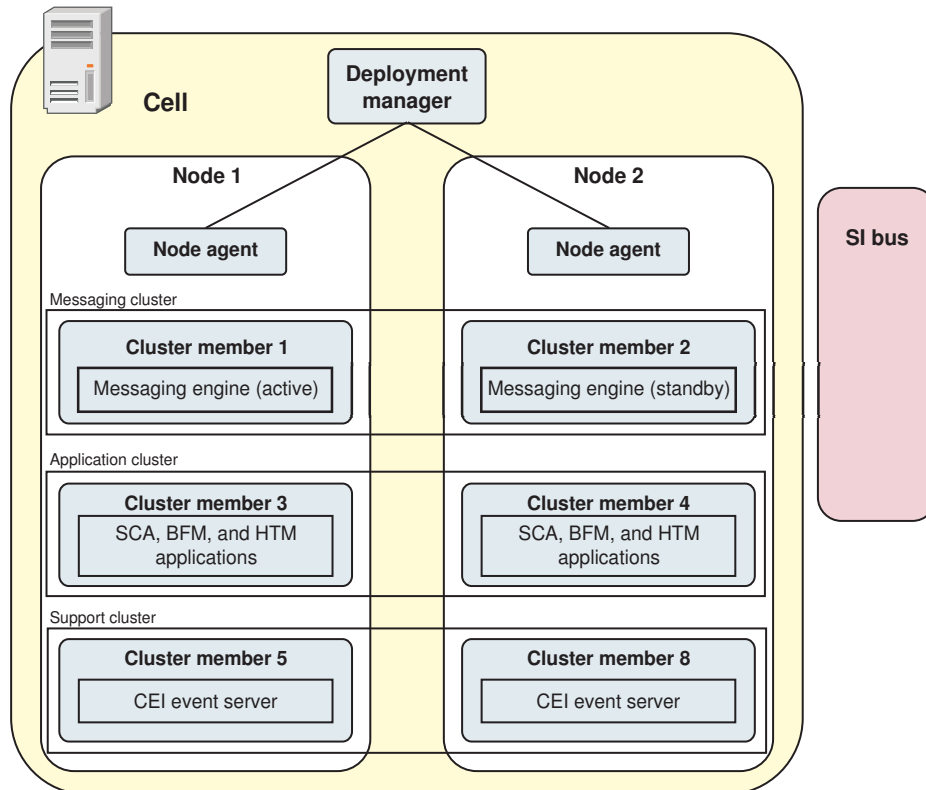 Deployment
manager
Cell
Node 1
Node 2
SI bus
Node agent
Node agent
Messaging cluster
Cluster member 1
Messaging engine (active)
Cluster member 2
Messaging engine (standby)
Application cluster
Cluster member 3
SCA, BFM, and HTM
applications
Cluster member 4
SCA, BFM, and HTM
applications
Support cluster
Cluster member 5
CEI event server
Cluster member 8
CEI event server